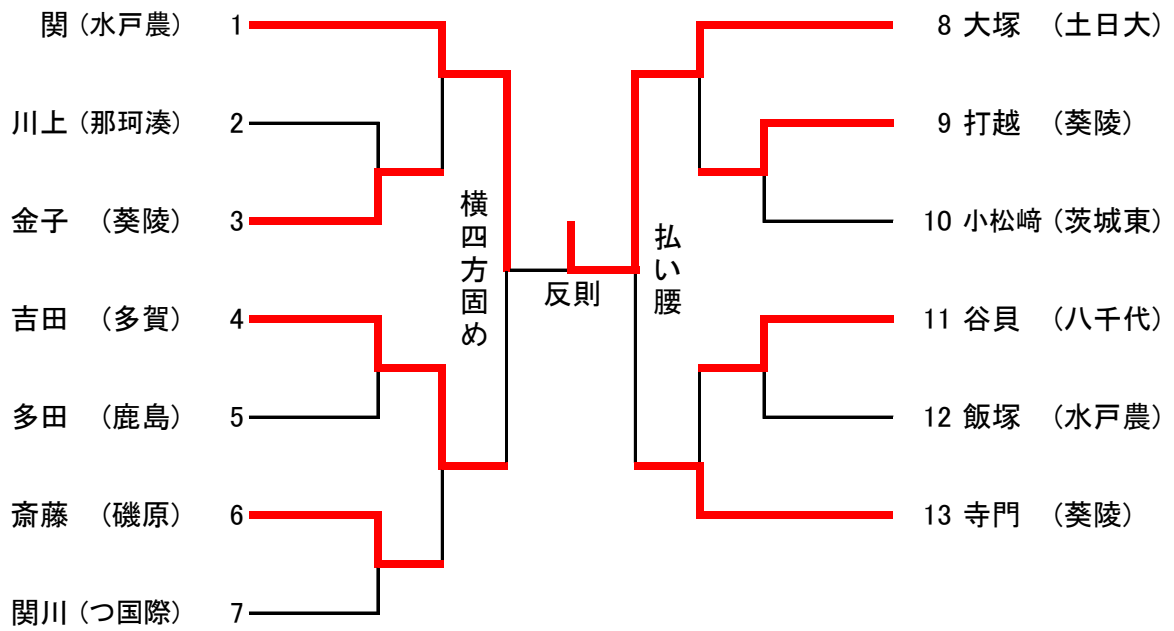 関 (水戸農) 1
川上 (那珂湊) 2
金子 (葵陵) 3
吉田 (多賀) 4
多田 (鹿島) 5
斎藤 (磯原) 6
関川 (つ国際) 7
横四方固め
反則
払い腰
8 大塚 (土日大)
9 打越 (葵陵)
10 小松﨑 (茨城東)
11 谷貝 (八千代)
12 飯塚 (水戸農)
13 寺門 (葵陵)